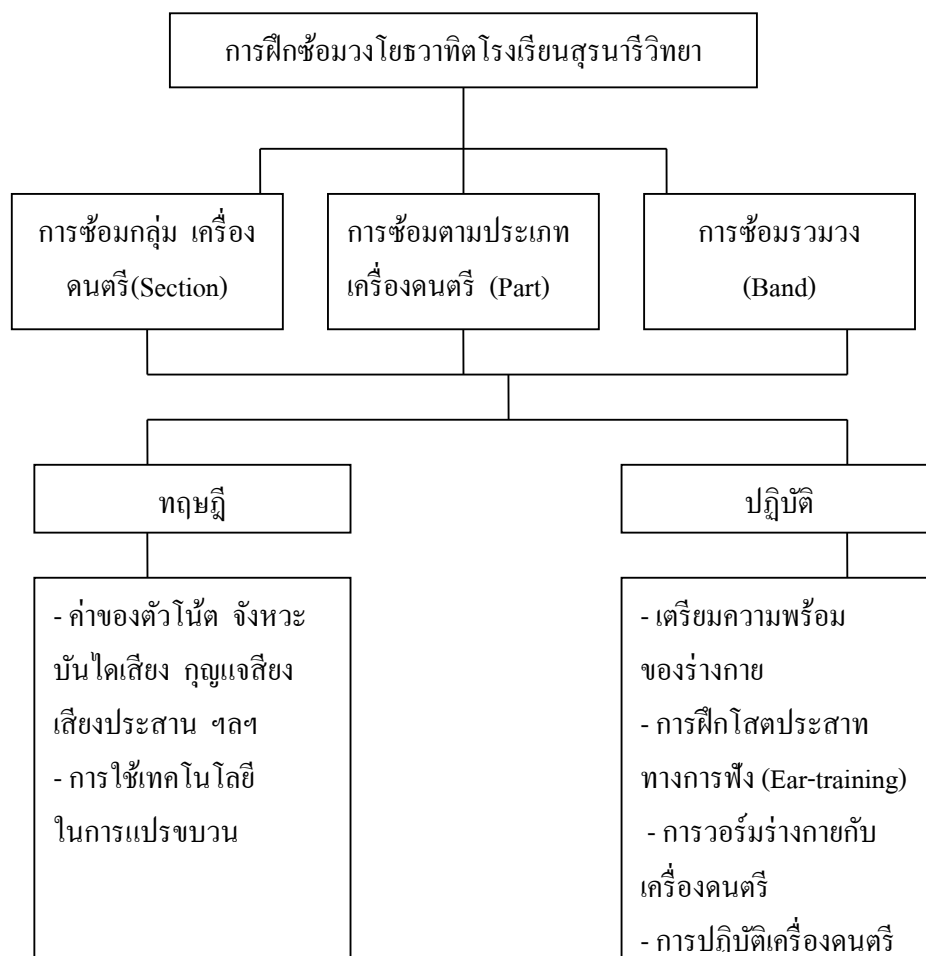 การฝึกซ้อมวงโยธวาทิตโรงเรียนสุรนารีวิทยา
การซ้อมกลุ่ม เครื่อง
ดนตรี(Section)
การซ้อมตามประเภท
เครื่องดนตรี (Part)
การซ้อมรวมวง
(Band)
ทฤษฎี
ปฏิบัติ
- ค่าของตัวโน้ต จังหวะ
บันไดเสียง กุญแจสียง
เสียงประสาน ฯลฯ
- การใช้เทคโนโลยี
ในการแปรขบวน
- เตรียมความพร้อม
ของร่างกาย
- การฝึกโสตประสาท
ทางการฟัง (Ear-training)
- การวอร์มร่างกายกับ
เครื่องดนตรี
- การปฏิบัติเครื่องดนตรี